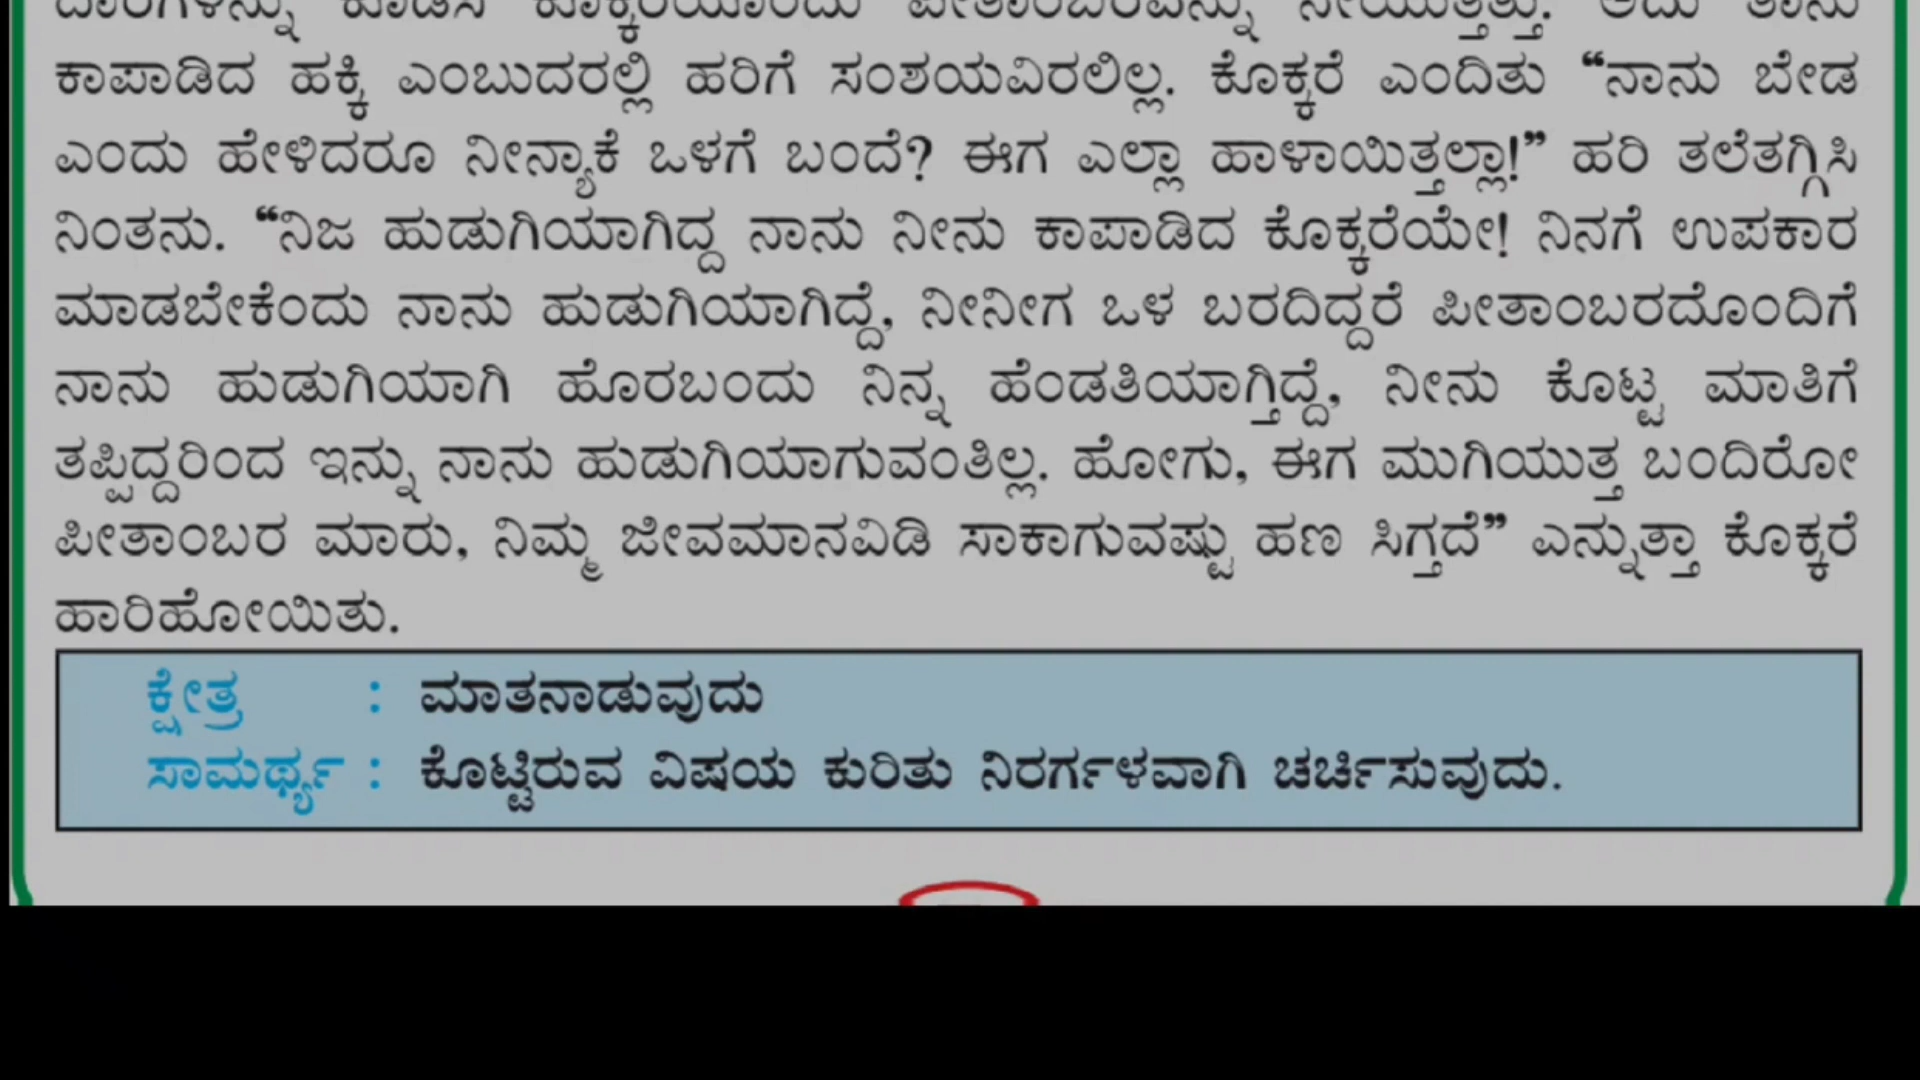 ಕಾಪಾಡಿದ ಹಕ್ಕಿ ಎಂಬುದರಲ್ಲಿ ಹರಿಗೆ ಸಂಶಯವಿರಲಿಲ್ಲ. ಕೊಕ್ಕರೆ ಎಂದಿತು “ನಾನು ಬೇಡ
ಎಂದು ಹೇಳಿದರೂ ನೀನ್ಯಾಕೆ ಒಳಗೆ ಬಂದೆ? ಈಗ ಎಲ್ಲಾ ಹಾಳಾಯಿತ್ತಲ್ಲಾ!” ಹರಿ ತಲೆತಗ್ಗಿಸಿ
ನಿಂತನು. “ನಿಜ ಹುಡುಗಿಯಾಗಿದ್ದ ನಾನು ನೀನು ಕಾಪಾಡಿದ ಕೊಕ್ಕರೆಯೇ! ನಿನಗೆ ಉಪಕಾರ
ಮಾಡಬೇಕೆಂದು ನಾನು ಹುಡುಗಿಯಾಗಿದ್ದೆ, ನೀನೀಗ ಒಳ ಬರದಿದ್ದರೆ ಪೀತಾಂಬರದೊಂದಿಗೆ
ನಾನು ಹುಡುಗಿಯಾಗಿ ಹೊರಬಂದು ನಿನ್ನ ಹೆಂಡತಿಯಾಗ್ತಿದ್ದೆ, ನೀನು ಕೊಟ್ಟ ಮಾತಿಗೆ
ತಪ್ಪಿದ್ದರಿಂದ ಇನ್ನು ನಾನು ಹುಡುಗಿಯಾಗುವಂತಿಲ್ಲ. ಹೋಗು, ಈಗ ಮುಗಿಯುತ್ತ ಬಂದಿರೋ
ಪೀತಾಂಬರ ಮಾರು, ನಿಮ್ಮ ಜೀವಮಾನವಿಡಿ ಸಾಕಾಗುವಷ್ಟು ಹಣ ಸಿಗ್ತದೆ” ಎನ್ನುತ್ತಾ ಕೊಕ್ಕರೆ
ಹಾರಿಹೋಯಿತು.
ಕ್ಷೇತ್ರ : ಮಾತನಾಡುವುದು
ಸಾಮರ್ಥ್ಯ : ಕೊಟ್ಟಿರುವ ವಿಷಯ ಕುರಿತು ನಿರರ್ಗಳವಾಗಿ ಚರ್ಚಿಸುವುದು.